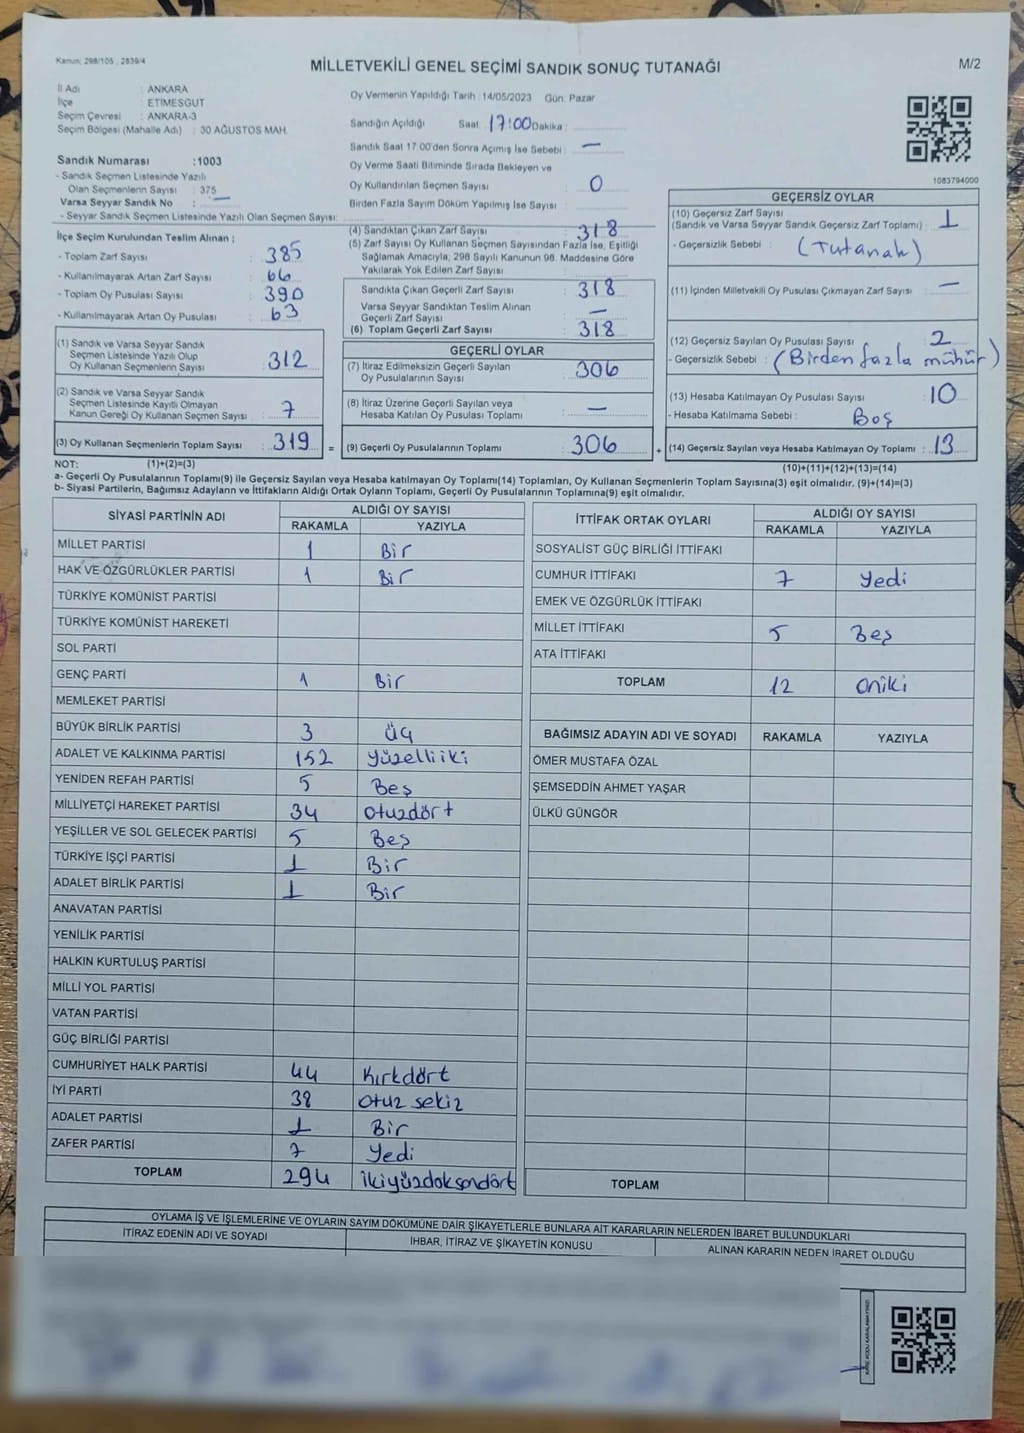 Kanun: 298/105 , 2839/4
MİLLETVEKİLİ GENEL SEÇİMİ SANDIK SONUÇ TUTANAĞI
M/2
İl Adı : ANKARA
İlçe : ETİMESGUT
Seçim Çevresi : ANKARA-3
Seçim Bölgesi (Mahalle Adı) : 30 AĞUSTOS MAH.
Sandık Numarası :1003
- Sandık Seçmen Listesinde Yazılı
Olan Seçmenlerin Sayısı : 375
Varsa Seyyar Sandık No : —
- Seyyar Sandık Seçmen Listesinde Yazılı Olan Seçmen Sayısı:
Oy Vermenin Yapıldığı Tarih : 14/05/2023 Gün: Pazar
Sandığın Açıldığı Saat: 17:00 Dakika :
Sandık Saat 17.00'den Sonra Açılmış İse Sebebi : —
Oy Verme Saati Bitiminde Sırada Bekleyen ve
Oy Kullandırılan Seçmen Sayısı : 0
Birden Fazla Sayım Döküm Yapılmış İse Sayısı :
1083794000
İlçe Seçim Kurulundan Teslim Alınan ;
- Toplam Zarf Sayısı : 385
- Kullanılmayarak Artan Zarf Sayısı : 66
- Toplam Oy Pusulası Sayısı : 390
- Kullanılmayarak Artan Oy Pusulası : 63
(1) Sandık ve Varsa Seyyar Sandık
Seçmen Listesinde Yazılı Olup
Oy Kullanan Seçmenlerin Sayısı : 312
(2) Sandık ve Varsa Seyyar Sandık
Seçmen Listesinde Kayıtlı Olmayan
Kanun Gereği Oy Kullanan Seçmen Sayısı : 7
(3) Oy Kullanan Seçmenlerin Toplam Sayısı : 319
(4) Sandıktan Çıkan Zarf Sayısı : 318
(5) Zarf Sayısı Oy Kullanan Seçmen Sayısından Fazla İse, Eşitliği
Sağlamak Amacıyla, 298 Sayılı Kanunun 98. Maddesine Göre
Yakılarak Yok Edilen Zarf Sayısı :
Sandıkta Çıkan Geçerli Zarf Sayısı : 318
Varsa Seyyar Sandıktan Teslim Alınan
Geçerli Zarf Sayısı : —
(6) Toplam Geçerli Zarf Sayısı : 318
GEÇERLİ OYLAR
(7) İtiraz Edilmeksizin Geçerli Sayılan
Oy Pusulalarının Sayısı : 306
(8) İtiraz Üzerine Geçerli Sayılan veya
Hesaba Katılan Oy Pusulası Toplamı : —
= (9) Geçerli Oy Pusulalarının Toplamı : 306
GEÇERSİZ OYLAR
(10) Geçersiz Zarf Sayısı
(Sandık ve Varsa Seyyar Sandık Geçersiz Zarf Toplamı) : 1
- Geçersizlik Sebebi : (Tutanak)
(11) İçinden Milletvekili Oy Pusulası Çıkmayan Zarf Sayısı : —
(12) Geçersiz Sayılan Oy Pusulası Sayısı : 2
- Geçersizlik Sebebi : (Birden fazla mühür)
(13) Hesaba Katılmayan Oy Pusulası Sayısı : 10
- Hesaba Katılmama Sebebi : Boş
+ (14) Geçersiz Sayılan veya Hesaba Katılmayan Oy Toplamı : 13
NOT: (1)+(2)=(3) (10)+(11)+(12)+(13)=(14)
a- Geçerli Oy Pusulalarının Toplamı(9) ile Geçersiz Sayılan veya Hesaba katılmayan Oy Toplamı(14) Toplamları, Oy Kullanan Seçmenlerin Toplam Sayısına(3) eşit olmalıdır. (9)+(14)=(3)
b- Siyasi Partilerin, Bağımsız Adayların ve İttifakların Aldığı Ortak Oyların Toplamı, Geçerli Oy Pusulalarının Toplamına(9) eşit olmalıdır.
SİYASİ PARTİNİN ADI ALDIĞI OY SAYISI
RAKAMLA YAZIYLA
MİLLET PARTİSİ 1 Bir
HAK VE ÖZGÜRLÜKLER PARTİSİ 1 Bir
TÜRKİYE KOMÜNİST PARTİSİ
TÜRKİYE KOMÜNİST HAREKETİ
SOL PARTİ
GENÇ PARTİ 1 Bir
MEMLEKET PARTİSİ
BÜYÜK BİRLİK PARTİSİ 3 üç
ADALET VE KALKINMA PARTİSİ 152 yüzelliiki
YENİDEN REFAH PARTİSİ 5 Beş
MİLLİYETÇİ HAREKET PARTİSİ 34 otuzdört
YEŞİLLER VE SOL GELECEK PARTİSİ 5 Beş
TÜRKİYE İŞÇİ PARTİSİ 1 Bir
ADALET BİRLİK PARTİSİ 1 Bir
ANAVATAN PARTİSİ
YENİLİK PARTİSİ
HALKIN KURTULUŞ PARTİSİ
MİLLİ YOL PARTİSİ
VATAN PARTİSİ
GÜÇ BİRLİĞİ PARTİSİ
CUMHURİYET HALK PARTİSİ 44 Kırkdört
İYİ PARTİ 38 otuz sekiz
ADALET PARTİSİ 1 Bir
ZAFER PARTİSİ 7 Yedi
TOPLAM 294 İkiyüzdoksandört
İTTİFAK ORTAK OYLARI ALDIĞI OY SAYISI
RAKAMLA YAZIYLA
SOSYALİST GÜÇ BİRLİĞİ İTTİFAKI
CUMHUR İTTİFAKI 7 Yedi
EMEK VE ÖZGÜRLÜK İTTİFAKI
MİLLET İTTİFAKI 5 Beş
ATA İTTİFAKI
TOPLAM 12 oniki
BAĞIMSIZ ADAYIN ADI VE SOYADI RAKAMLA YAZIYLA
ÖMER MUSTAFA ÖZAL
ŞEMSEDDİN AHMET YAŞAR
ÜLKÜ GÜNGÖR
TOPLAM
OYLAMA İŞ VE İŞLEMLERİNE VE OYLARIN SAYIM DÖKÜMÜNE DAİR ŞİKAYETLERLE BUNLARA AİT KARARLARIN NELERDEN İBARET BULUNDUKLARI
İTİRAZ EDENİN ADI VE SOYADI İHBAR, İTİRAZ VE ŞİKAYETİN KONUSU ALINAN KARARIN NEDEN İBARET OLDUĞU